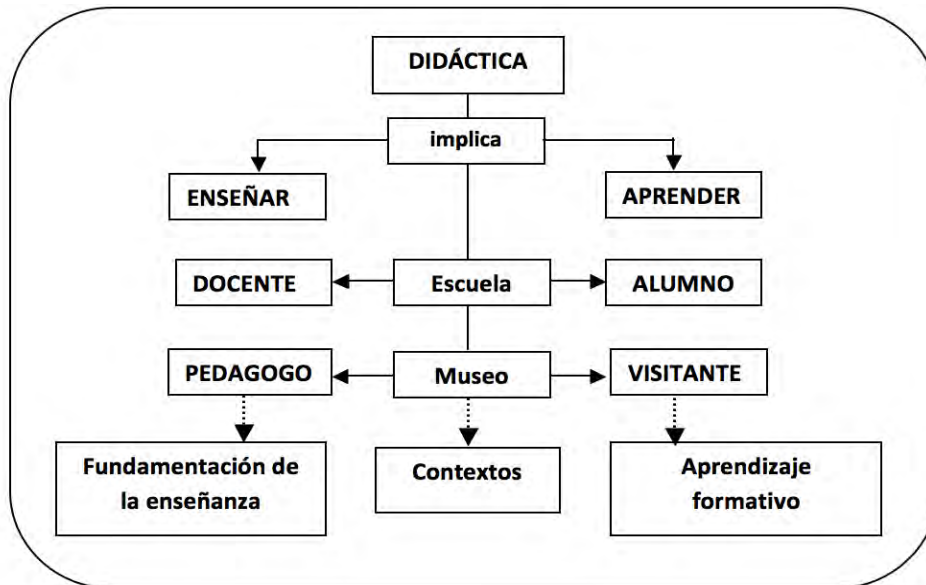 DIDÁCTICA
implica
ENSEÑAR
APRENDER
DOCENTE
Escuela
ALUMNO
PEDAGOGO
Museo
VISITANTE
Fundamentación de
la enseñanza
Contextos
Aprendizaje
formativo